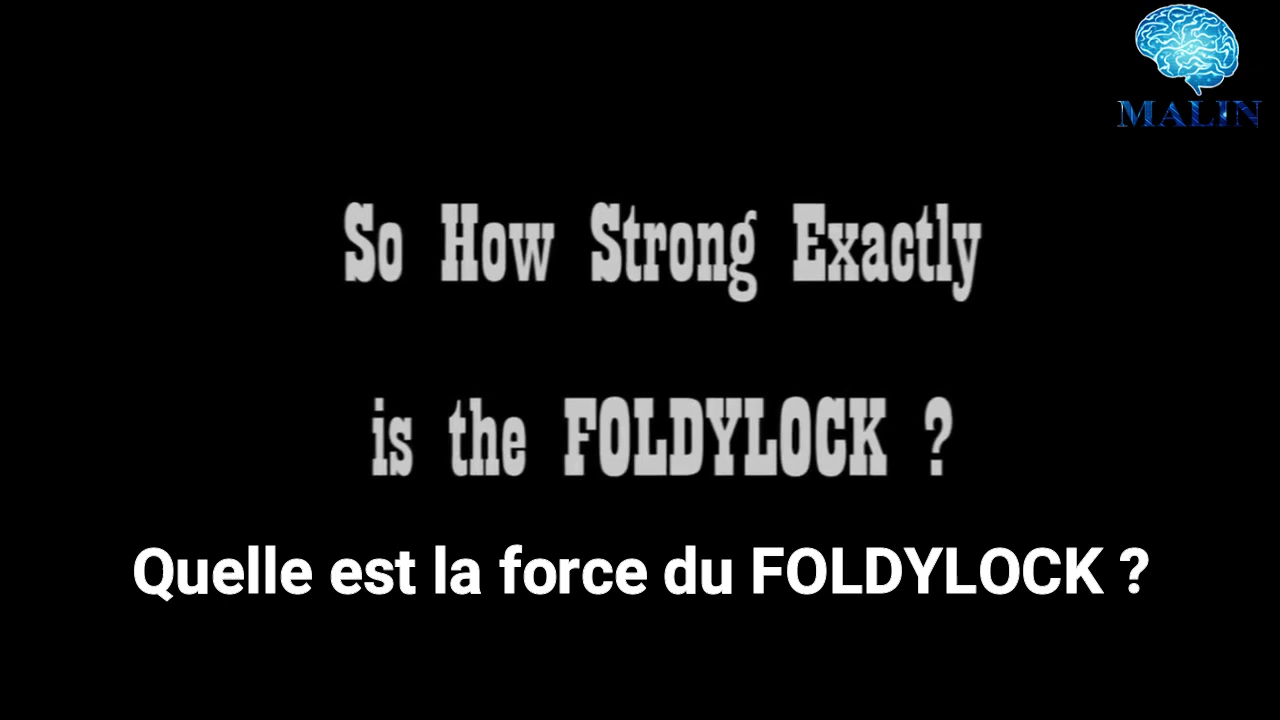 MALIN
So How Strong Exactly
is the FOLDYLOCK ?
Quelle est la force du FOLDYLOCK ?